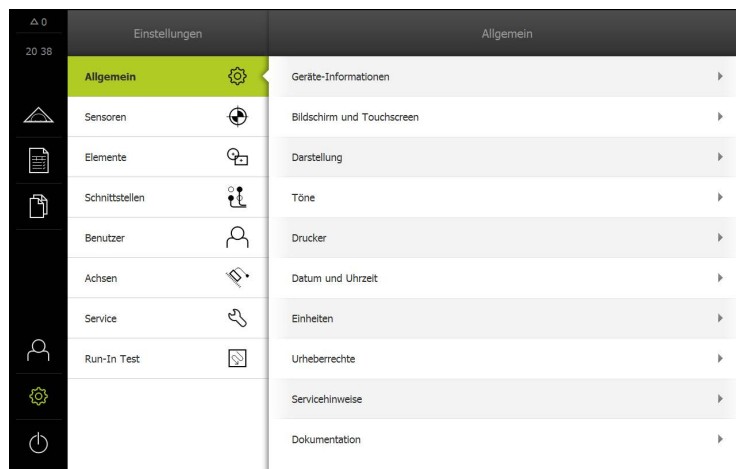 0
20 38
Einstellungen
Allgemein
Sensoren
Elemente
Schnittstellen
Benutzer
Achsen
Service
Run-In Test
Allgemein
Geräte-Informationen
Bildschirm und Touchscreen
Darstellung
Töne
Drucker
Datum und Uhrzeit
Einheiten
Urheberrechte
Servicehinweise
Dokumentation